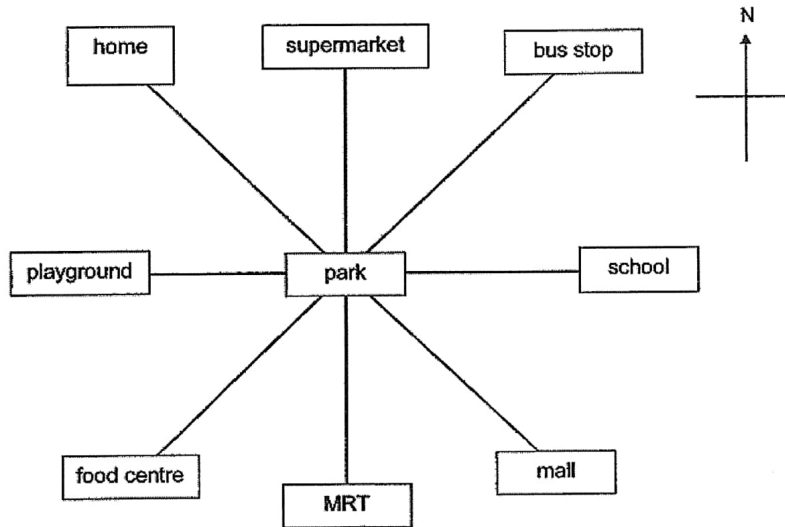 N
home
supermarket
bus stop
playground
park
school
food centre
MRT
mall